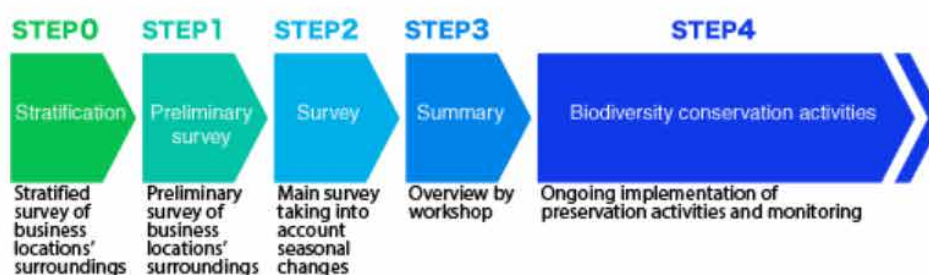 STEP0
STEP1
STEP2
STEP3
STEP4
Stratification
Preliminary
survey
Survey
Summary
Biodiversity conservation activities
Stratified
survey of
business
locations'
surroundings
Preliminary
survey of
business
locations'
surroundings
Main survey
taking into
account
seasonal
changes
Overview by
workshop
Ongoing implementation of
preservation activities and monitoring